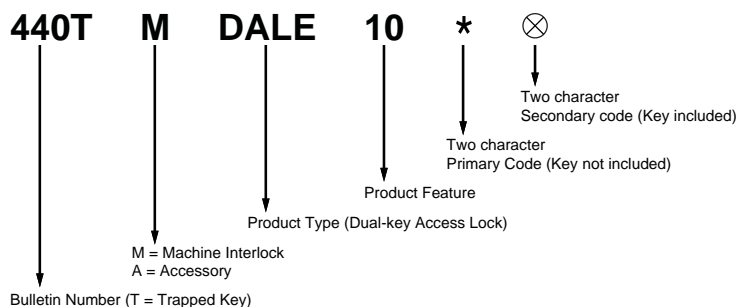 440T M DALE 10 * ⊗
Two character
Secondary code (Key included)
Two character
Primary Code (Key not included)
Product Feature
Product Type (Dual-key Access Lock)
M = Machine Interlock
A = Accessory
Bulletin Number (T = Trapped Key)